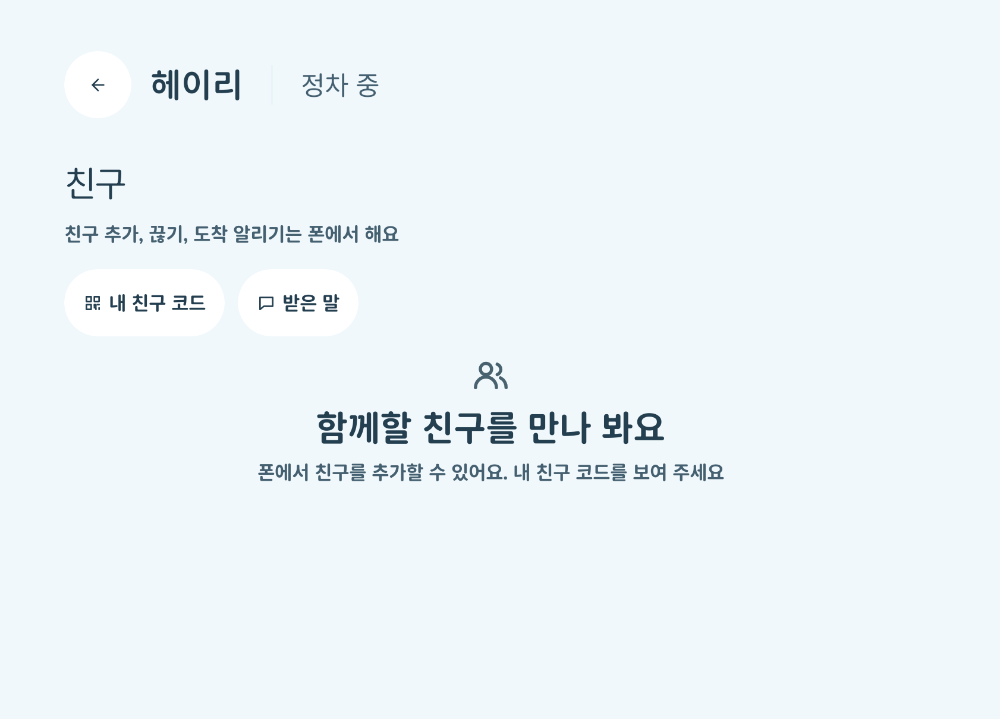 헤이리
정차 중
친구
친구 추가, 끊기, 도착 알리기는 폰에서 해요
내 친구 코드
받은 말
함께할 친구를 만나 봐요
폰에서 친구를 추가할 수 있어요. 내 친구 코드를 보여 주세요